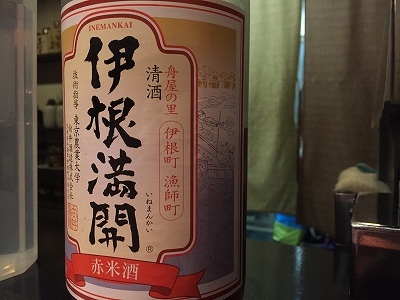 INEMANKAI
伊根満開
いねまんかい
®
清酒
舟屋の里
伊根町 漁師町
技術指導 東京農業大学
赤米酒